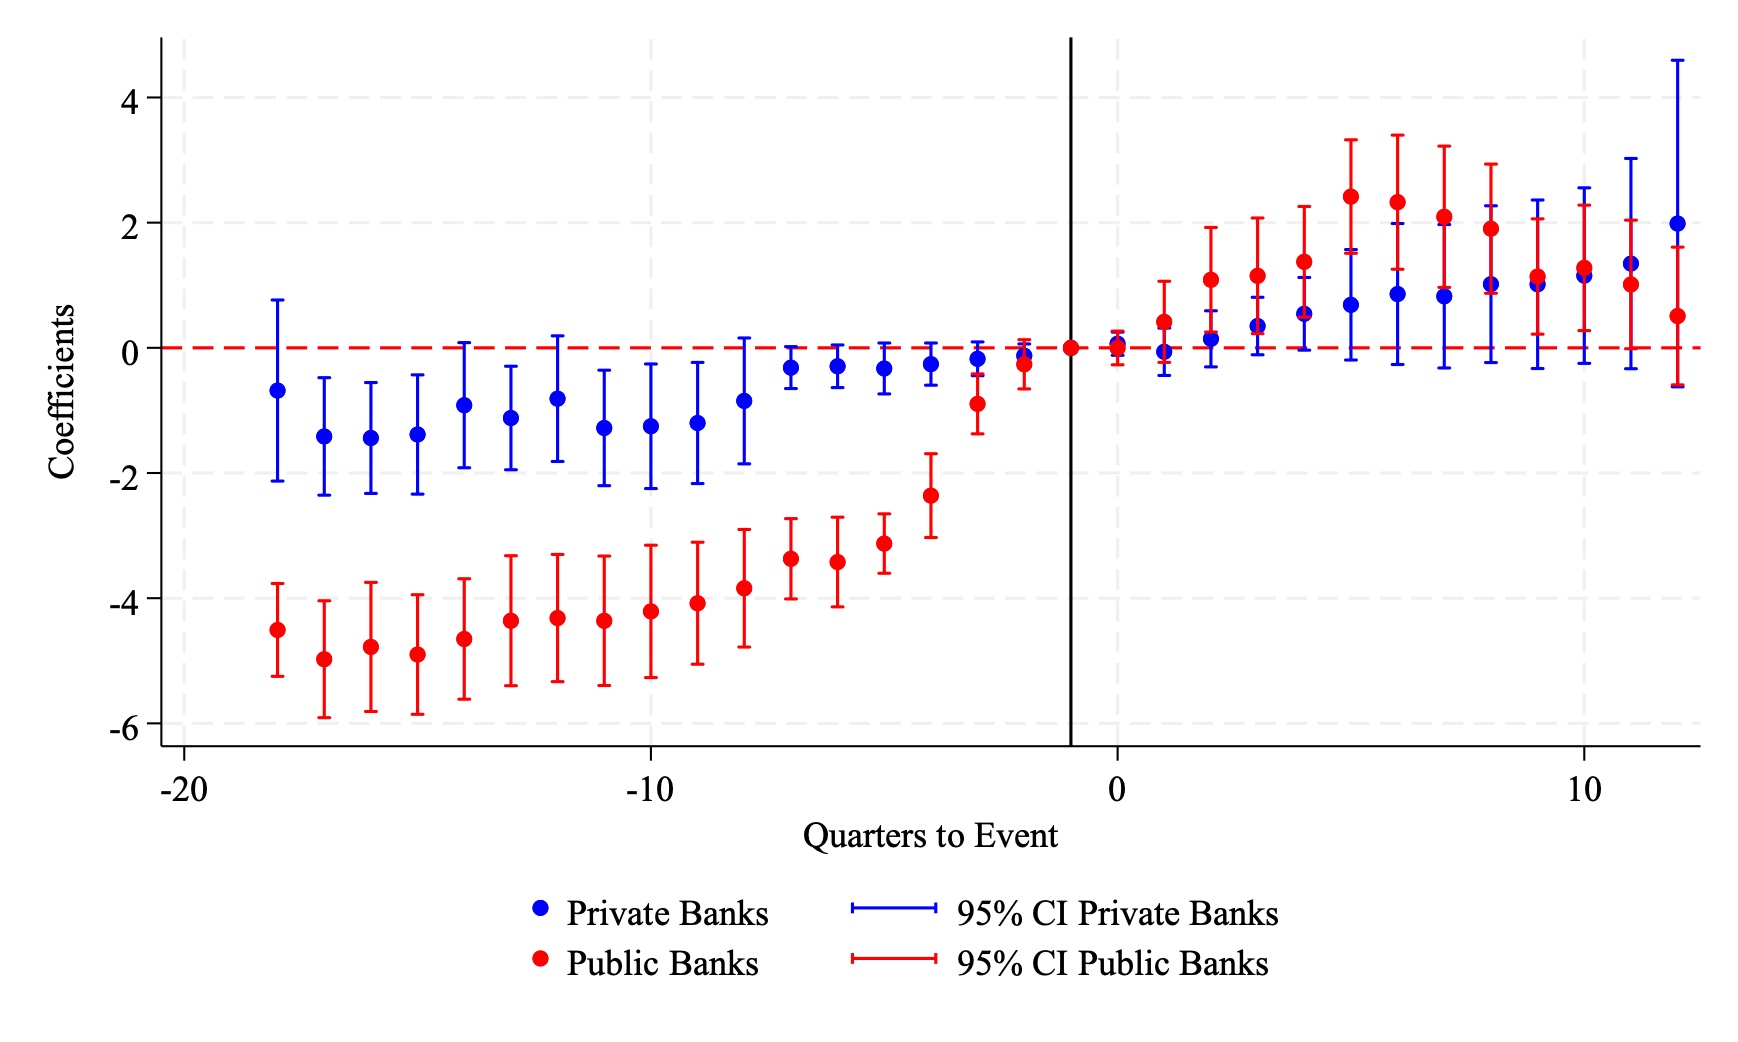 Coefficients
4
2
0
-2
-4
-6
-20 -10 0 10
Quarters to Event
Private Banks 95% CI Private Banks
Public Banks 95% CI Public Banks